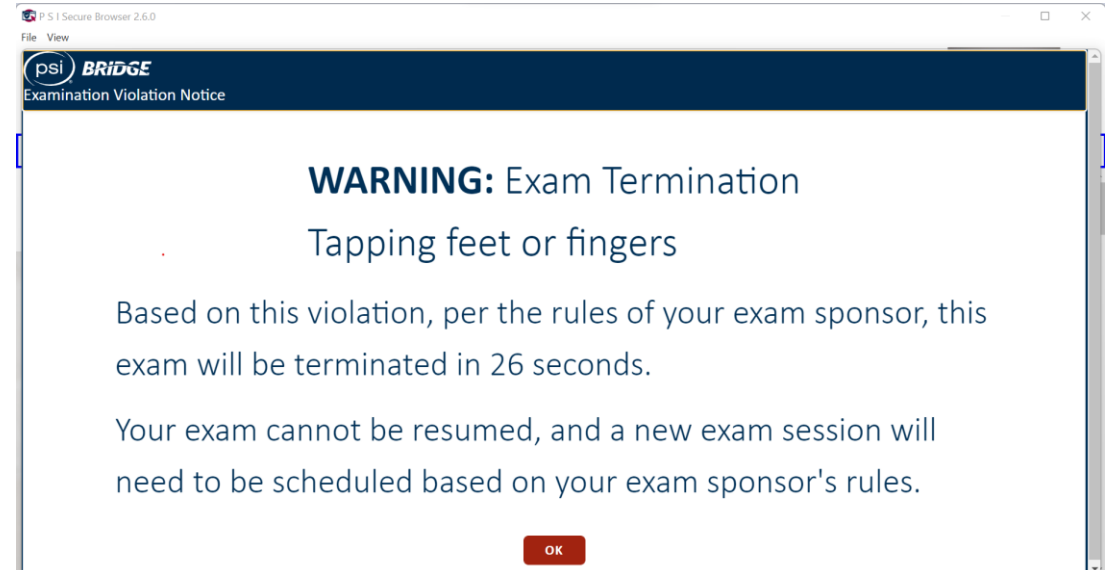 P S I Secure Browser 2.6.0
File View
psi BRIDGE
Examination Violation Notice
WARNING: Exam Termination
Tapping feet or fingers
Based on this violation, per the rules of your exam sponsor, this
exam will be terminated in 26 seconds.
Your exam cannot be resumed, and a new exam session will
need to be scheduled based on your exam sponsor's rules.
OK